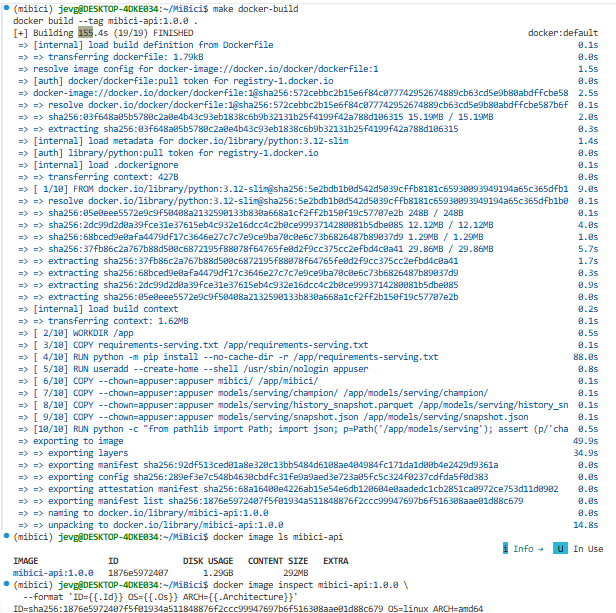 (mibici) jevg@DESKTOP-4DKE034:~/MiBici$ make docker-build
docker build --tag mibici-api:1.0.0 .
[+] Building 155.4s (19/19) FINISHED docker:default
=> [internal] load build definition from Dockerfile 0.1s
=> => transferring dockerfile: 1.79kB 0.0s
=> resolve image config for docker-image://docker.io/docker/dockerfile:1 1.5s
=> [auth] docker/dockerfile:pull token for registry-1.docker.io 0.0s
=> docker-image://docker.io/docker/dockerfile:1@sha256:572cebbc2b15e6f84c077742952674889cb63cd5e9b80abdffcbe58 2.5s
=> => resolve docker.io/docker/dockerfile:1@sha256:572cebbc2b15e6f84c077742952674889cb63cd5e9b80abdffcbe587b6f 0.1s
=> => sha256:03f648a05b5780c2a0e4b43c93eb1838c6b9b32131b25f4199f42a788d106315 15.19MB / 15.19MB 2.0s
=> => extracting sha256:03f648a05b5780c2a0e4b43c93eb1838c6b9b32131b25f4199f42a788d106315 0.3s
=> [internal] load metadata for docker.io/library/python:3.12-slim 1.4s
=> [auth] library/python:pull token for registry-1.docker.io 0.0s
=> [internal] load .dockerignore 0.1s
=> => transferring context: 427B 0.0s
=> [ 1/10] FROM docker.io/library/python:3.12-slim@sha256:5e2bdb1b0d542d5039cffb8181c65930093949194a65c365dfb1 9.0s
=> => resolve docker.io/library/python:3.12-slim@sha256:5e2bdb1b0d542d5039cffb8181c65930093949194a65c365dfb1b0 0.1s
=> => sha256:05e0eee5572e9c9f50408a2132590133b830a668a1cf2ff2b150f19c57707e2b 248B / 248B 0.1s
=> => sha256:2dc99d2d0a39fce31e37615eb4c932e16dcc4c2b0ce9993714280081b5dbe085 12.12MB / 12.12MB 4.0s
=> => sha256:68bced9e0afa4479df17c3646e27c7c7e9ce9ba70c0e6c73b6826487b89037d9 1.29MB / 1.29MB 1.0s
=> => sha256:37fb86c2a767b88d500c6872195f88078f64765fe0d2f9cc375cc2efbd4c0a41 29.86MB / 29.86MB 5.7s
=> => extracting sha256:37fb86c2a767b88d500c6872195f88078f64765fe0d2f9cc375cc2efbd4c0a41 1.7s
=> => extracting sha256:68bced9e0afa4479df17c3646e27c7c7e9ce9ba70c0e6c73b6826487b89037d9 0.3s
=> => extracting sha256:2dc99d2d0a39fce31e37615eb4c932e16dcc4c2b0ce9993714280081b5dbe085 0.9s
=> => extracting sha256:05e0eee5572e9c9f50408a2132590133b830a668a1cf2ff2b150f19c57707e2b 0.0s
=> [internal] load build context 0.2s
=> => transferring context: 1.62MB 0.1s
=> [ 2/10] WORKDIR /app 0.5s
=> [ 3/10] COPY requirements-serving.txt /app/requirements-serving.txt 0.1s
=> [ 4/10] RUN python -m pip install --no-cache-dir -r /app/requirements-serving.txt 88.0s
=> [ 5/10] RUN useradd --create-home --shell /usr/sbin/nologin appuser 0.8s
=> [ 6/10] COPY --chown=appuser:appuser mibici/ /app/mibici/ 0.1s
=> [ 7/10] COPY --chown=appuser:appuser models/serving/champion/ /app/models/serving/champion/ 0.1s
=> [ 8/10] COPY --chown=appuser:appuser models/serving/history_snapshot.parquet /app/models/serving/history_sn 0.1s
=> [ 9/10] COPY --chown=appuser:appuser models/serving/snapshot.json /app/models/serving/snapshot.json 0.1s
=> [10/10] RUN python -c "from pathlib import Path; import json; p=Path('/app/models/serving'); assert (p/'cha 0.5s
=> exporting to image 49.9s
=> => exporting layers 34.9s
=> => exporting manifest sha256:92df513ced01a8e320c13bb5484d6108ae404984fc171da1d00b4e2429d9361a 0.0s
=> => exporting config sha256:289ef3e7c548b4630cbdfc31fe9a9aed3e723a05fc5c324f0237cdfda5f0d383 0.0s
=> => exporting attestation manifest sha256:68a16400e4226ab15e54e6db120604e0aadedc1cb2851ca0972ce753d11d0902 0.0s
=> => exporting manifest list sha256:1876e5972407f5f01934a5118488​76f2ccc99947697b6f516308aae01d88c679 0.0s
=> => naming to docker.io/library/mibici-api:1.0.0 0.0s
=> => unpacking to docker.io/library/mibici-api:1.0.0 14.8s
(mibici) jevg@DESKTOP-4DKE034:~/MiBici$ docker image ls mibici-api
i Info → U In Use
IMAGE ID DISK USAGE CONTENT SIZE EXTRA
mibici-api:1.0.0 1876e5972407 1.29GB 292MB
(mibici) jevg@DESKTOP-4DKE034:~/MiBici$ docker image inspect mibici-api:1.0.0 \
--format 'ID={{.Id}} OS={{.Os}} ARCH={{.Architecture}}'
ID=sha256:1876e5972407f5f01934a511848876f2ccc99947697b6f516308aae01d88c679 OS=linux ARCH=amd64